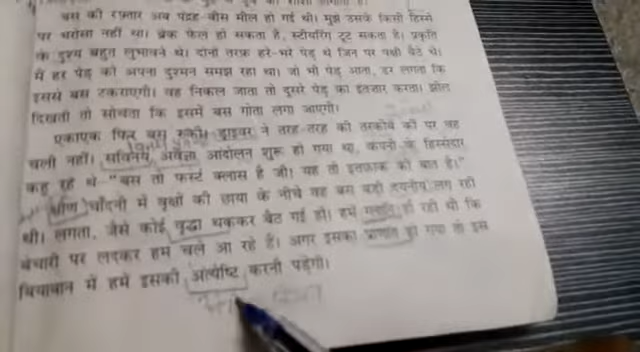 बस की रफ़्तार अब पंद्रह-बीस मील हो गई थी। मुझे उसके किसी हिस्से
पर भरोसा नहीं था। ब्रेक फेल हो सकता है, स्टीयरिंग टूट सकता है। प्रकृति
के दृश्य बहुत लुभावने थे। दोनों तरफ़ हरे-भरे पेड़ थे जिन पर पक्षी बैठे थे।
मैं हर पेड़ को अपना दुश्मन समझ रहा था। जो भी पेड़ आता, डर लगता कि
इससे बस टकराएगी। वह निकल जाता तो दूसरे पेड़ का इंतज़ार करता। झील
दिखती तो सोचता कि इसमें बस गोता लगा जाएगी।
एकाएक फिर बस रुकी। ड्राइवर ने तरह-तरह की तरकीबें कीं पर वह
चली नहीं। सविनय अवज्ञा आंदोलन शुरू हो गया था, कंपनी के हिस्सेदार
कह रहे थे- "बस तो फर्स्ट क्लास है जी! यह तो इत्तफ़ाक की बात है।"
क्षीण चाँदनी में वृक्षों की छाया के नीचे वह बस बड़ी दयनीय लग रही
थी। लगता, जैसे कोई वृद्धा थककर बैठ गई हो। हमें ग्लानि हो रही थी कि
बेचारी पर लदकर हम चले आ रहे हैं। अगर इसका प्राणांत हो गया तो इस
बियाबान में हमें इसकी अंत्येष्टि करनी पड़ेगी।